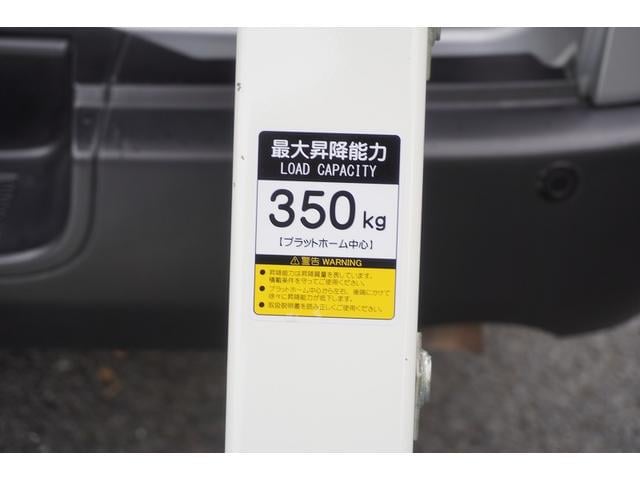 最大昇降能力
LOAD CAPACITY
350kg
【プラットホーム中心】
⚠警告 WARNING
● 昇降能力は昇降質量を表しています。
積載条件を守ってご使用ください。
● プラットホーム中心から左右、後端にかけて
徐々に昇降能力が低下します。
● 取扱説明書を読み正しくご使用ください。